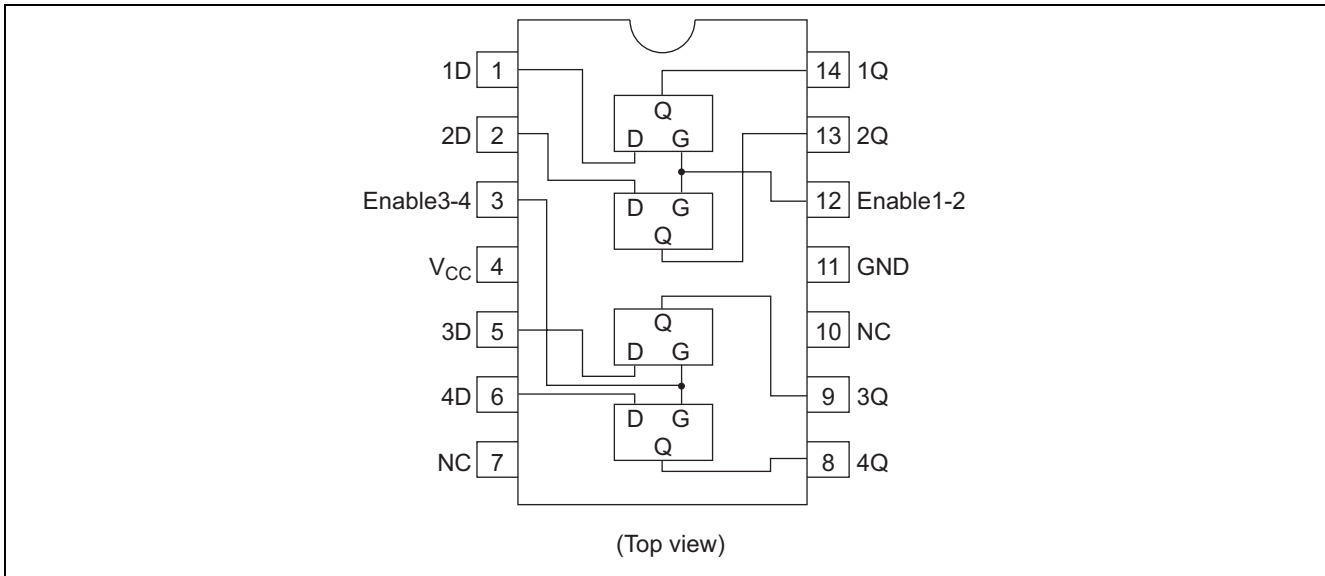 1D 1 14 1Q
Q
D G
2D 2 13 2Q
Enable3-4 3 12 Enable1-2
D G
Q
V_CC 4 11 GND
Q
3D 5 10 NC
D G
4D 6 9 3Q
D G
Q
NC 7 8 4Q
(Top view)